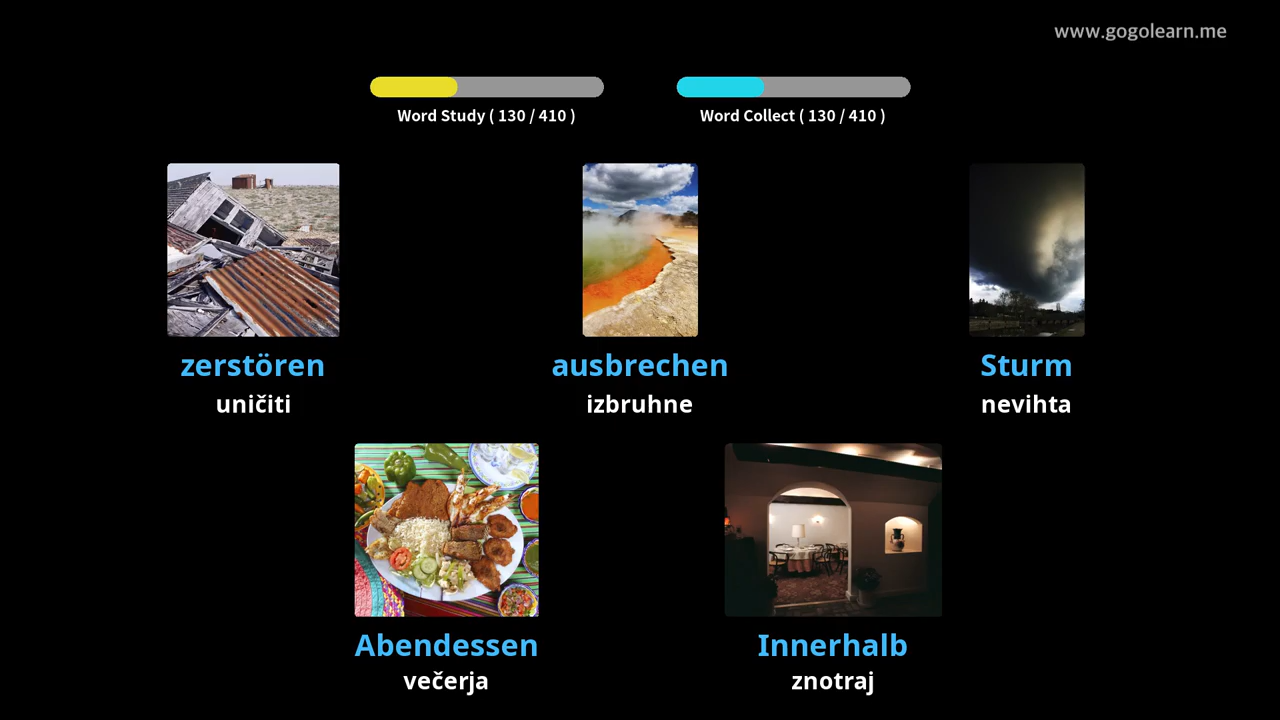 www.gogolearn.me
Word Study ( 130 / 410 )
Word Collect ( 130 / 410 )
zerstören
uničiti
ausbrechen
izbruhne
Sturm
nevihta
Abendessen
večerja
Innerhalb
znotraj